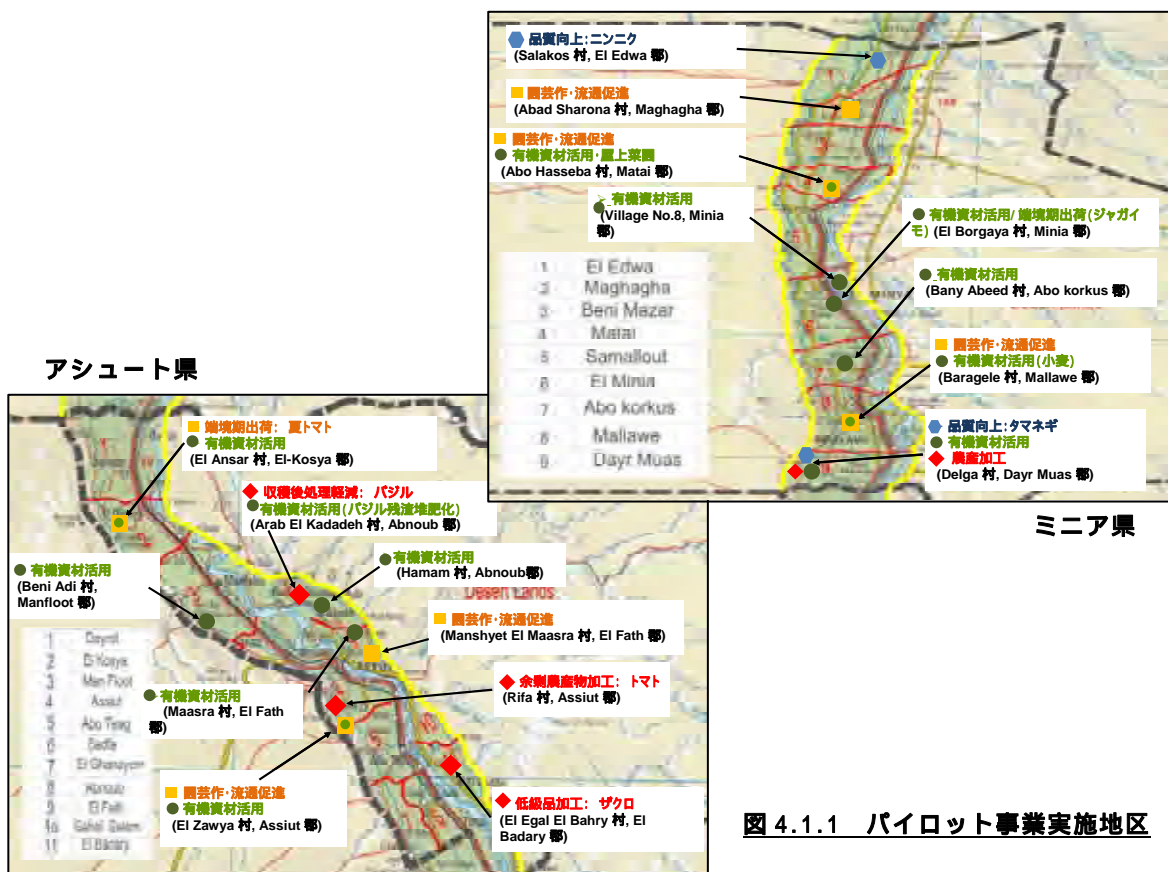 品質向上:ニンニク
(Salakos 村, El Edwa 郡)
園芸作・流通促進
(Abad Sharona 村, Maghagha 郡)
園芸作・流通促進
有機資材活用・屋上菜園
(Abo Hasseba 村, Matai 郡)
有機資材活用
(Village No.8, Minia
郡)
有機資材活用/ 端境期出荷(ジャガイ
モ) (El Borgaya 村, Minia 郡)
有機資材活用
(Bany Abeed 村, Abo korkus 郡)
園芸作・流通促進
有機資材活用(小麦)
(Baragele 村, Mallawe 郡)
品質向上:タマネギ
有機資材活用
農産加工
(Delga 村, Dayr Muas 郡)
1 El Edwa
2 Maghagha
3 Beni Mazar
4 Matai
5 Samallout
6 El Minia
7 Abo korkus
8 Mallawe
9 Dayr Muas
ミニア県
アシュート県
端境期出荷: 夏トマト
有機資材活用
(El Ansar 村, El-Kosya 郡)
収穫後処理軽減: バジル
有機資材活用(バジル残渣堆肥化)
(Arab El Kadadeh 村, Abnoub 郡)
有機資材活用
(Hamam 村, Abnoub郡)
有機資材活用
(Beni Adi 村,
Manfloot 郡)
Desert Lands
園芸作・流通促進
(Manshyet El Maasra 村, El Fath 郡)
有機資材活用
(Maasra 村, El Fath
郡)
余剰農産物加工: トマト
(Rifa 村, Assiut 郡)
園芸作・流通促進
有機資材活用
(El Zawya 村, Assiut 郡)
低級品加工: ザクロ
(El Egal El Bahry 村, El
Badary 郡)
1 Dayrut
2 El Kosya
3 Man Floot
4 Assiut
5 Abo Tieg
6 Sadfa
7 El Ghanayem
8 Abnoub
9 El Fath
10 Sahel Seleem
11 El Badary
図 4.1.1 パイロット事業実施地区